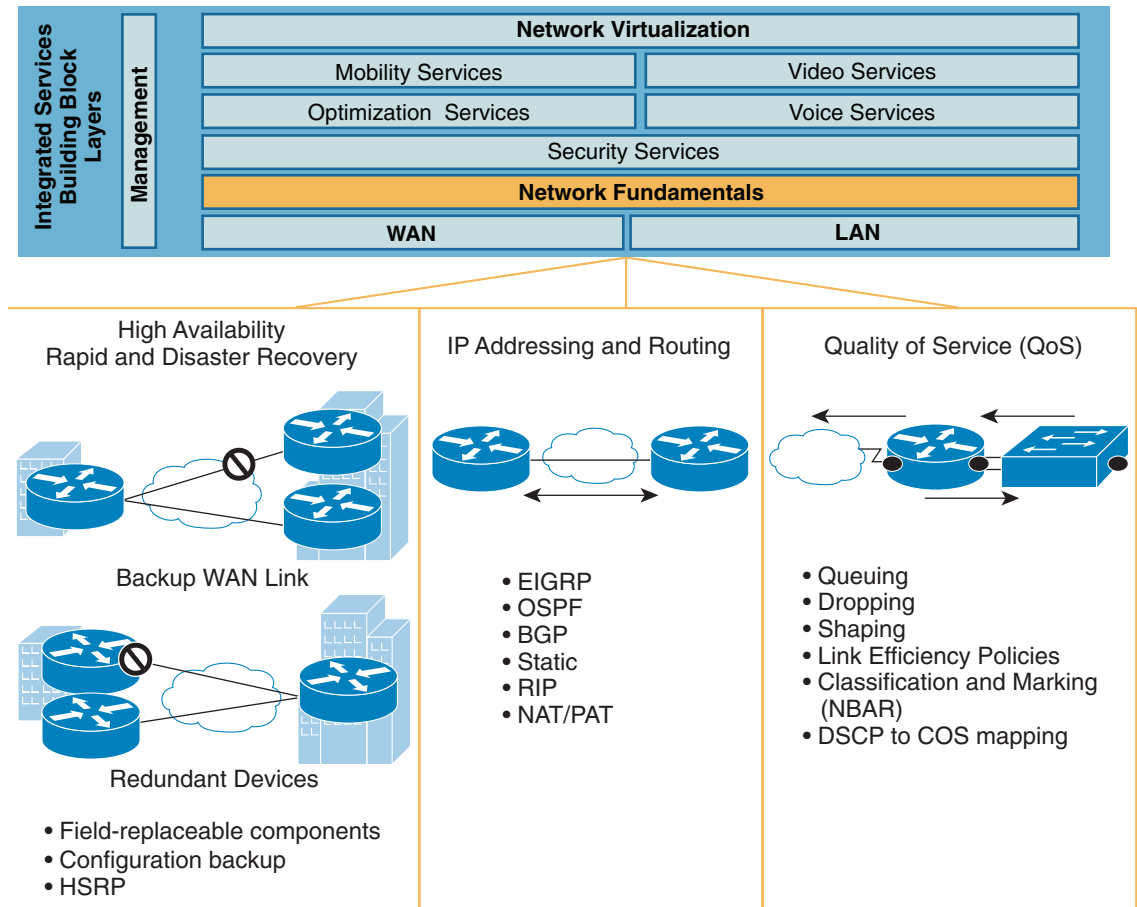 Integrated Services
Building Block
Layers
Management
Network Virtualization
Mobility Services
Video Services
Optimization Services
Voice Services
Security Services
Network Fundamentals
WAN
LAN
High Availability
Rapid and Disaster Recovery
Backup WAN Link
Redundant Devices
• Field-replaceable components
• Configuration backup
• HSRP
IP Addressing and Routing
• EIGRP
• OSPF
• BGP
• Static
• RIP
• NAT/PAT
Quality of Service (QoS)
• Queuing
• Dropping
• Shaping
• Link Efficiency Policies
• Classification and Marking
(NBAR)
• DSCP to COS mapping